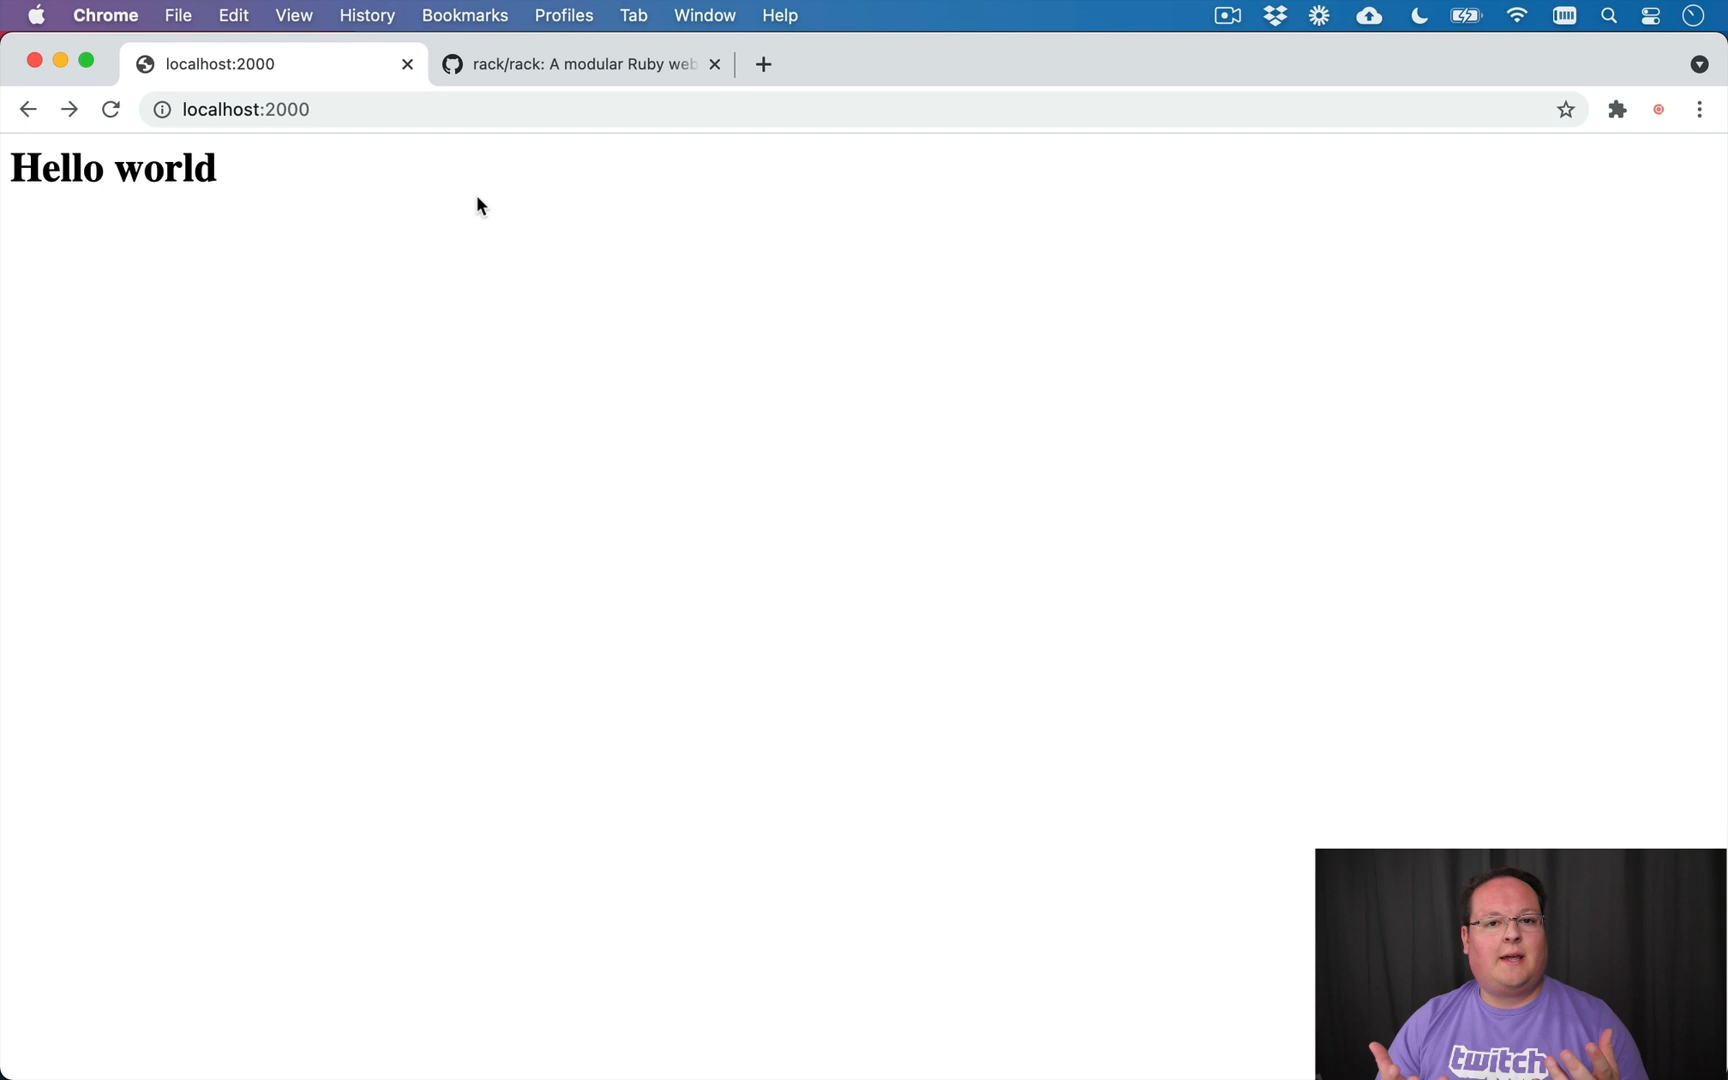 Chrome File Edit View History Bookmarks Profiles Tab Window Help
localhost:2000
rack/rack: A modular Ruby web
localhost:2000
Hello world
twitch